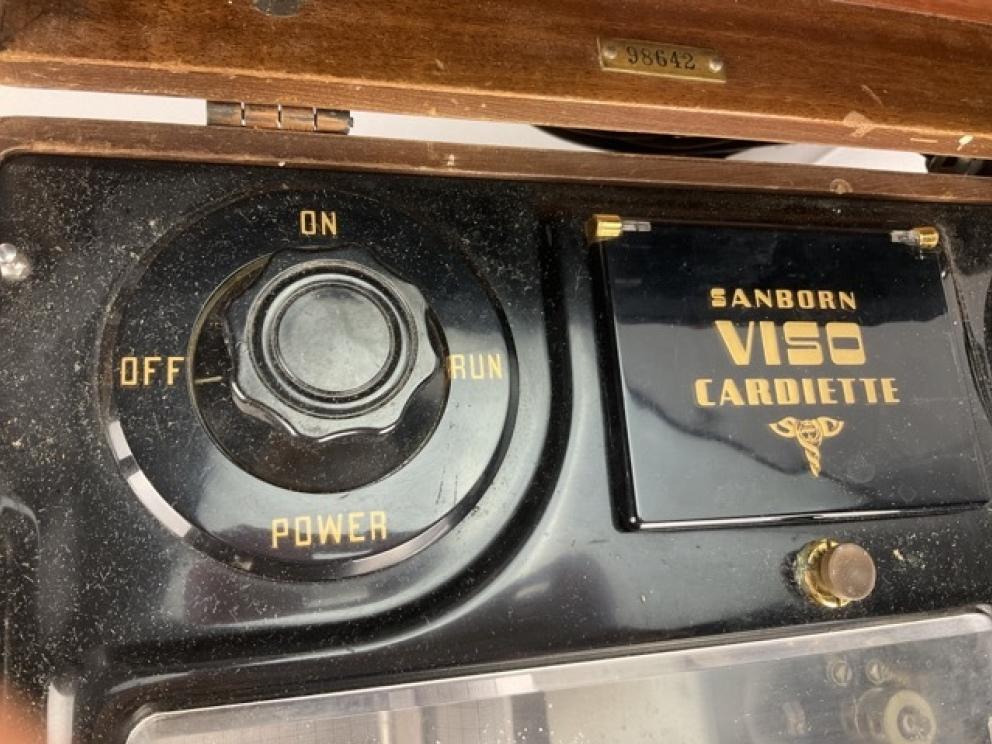 98642
ON
OFF
RUN
POWER
SANBORN
VISO
CARDIETTE